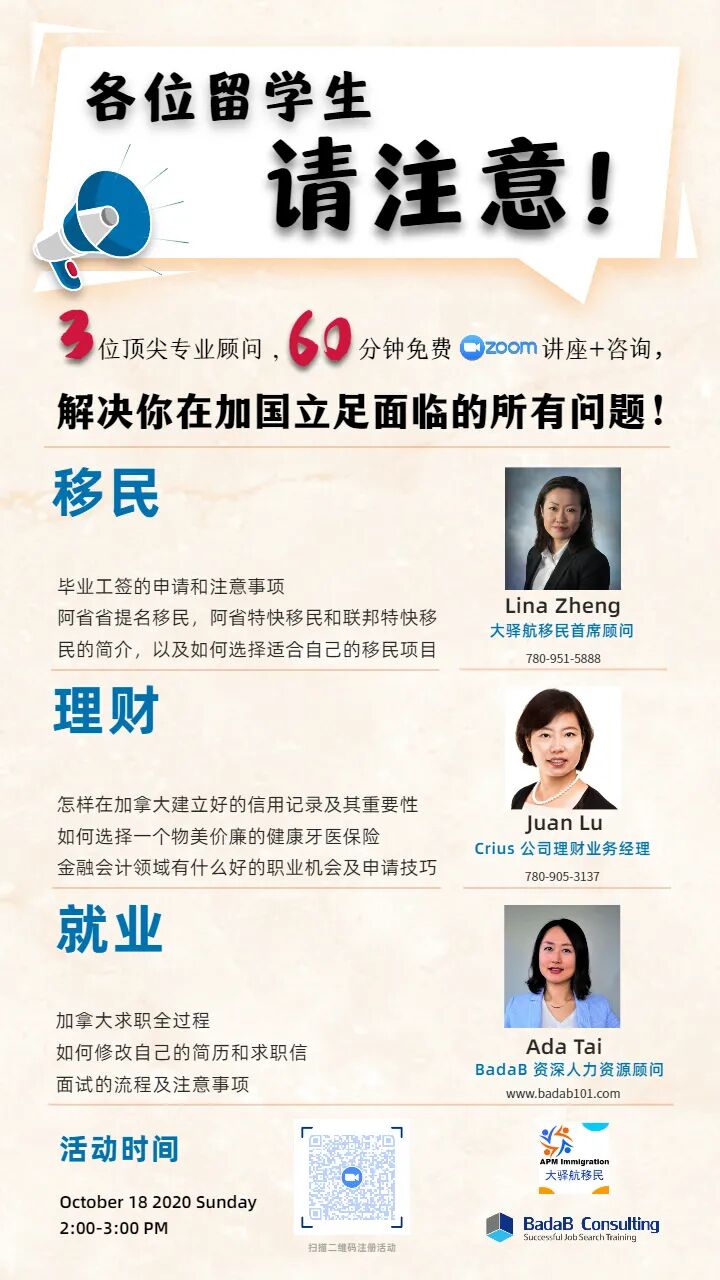 各位留学生
请注意!
3位顶尖专业顾问,60分钟免费 zoom 讲座+咨询,
解决你在加国立足面临的所有问题!
移民
毕业工签的申请和注意事项
阿省省提名移民，阿省特快移民和联邦特快移
民的简介，以及如何选择适合自己的移民项目
Lina Zheng
大驿航移民首席顾问
780-951-5888
理财
怎样在加拿大建立好的信用记录及其重要性
如何选择一个物美价廉的健康牙医保险
金融会计领域有什么好的职业机会及申请技巧
Juan Lu
Crius 公司理财业务经理
780-905-3137
就业
加拿大求职全过程
如何修改自己的简历和求职信
面试的流程及注意事项
Ada Tai
BadaB 资深人力资源顾问
www.badab101.com
活动时间
October 18 2020 Sunday
2:00-3:00 PM
扫描二维码注册活动
APM Immigration
大驿航移民
BadaB Consulting
Successful Job Search Training